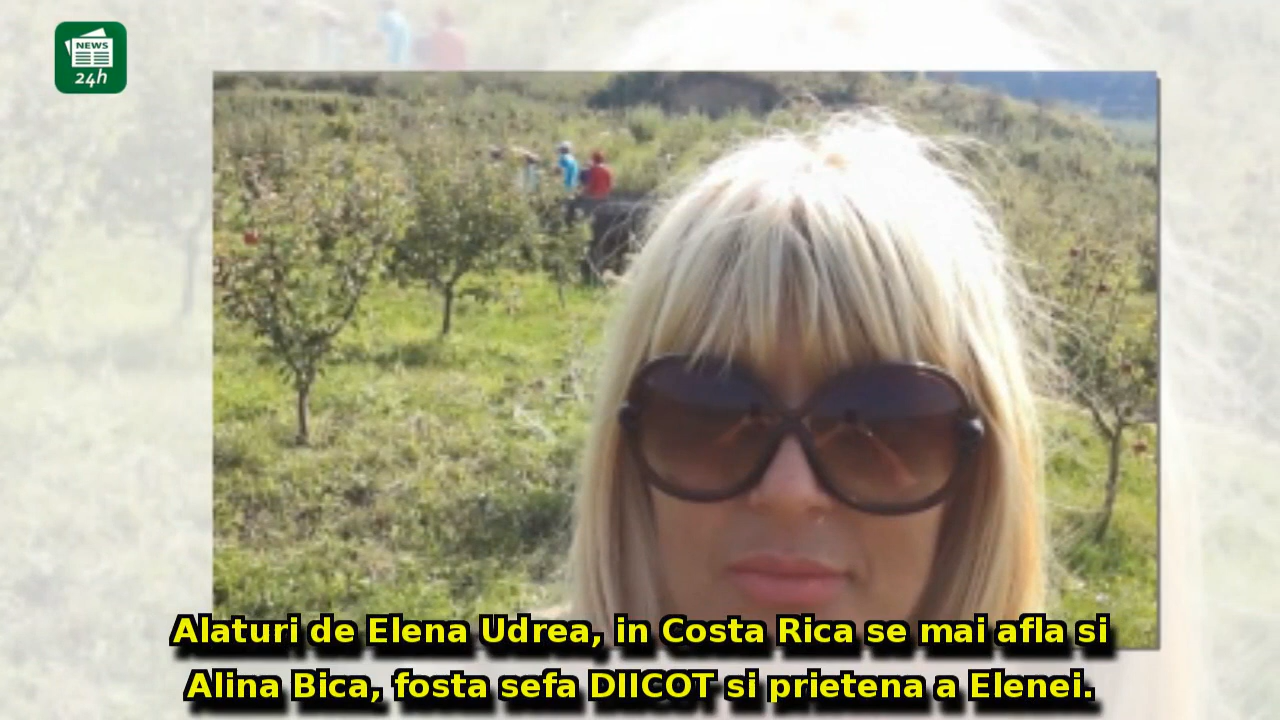 NEWS
24h
Alaturi de Elena Udrea, in Costa Rica se mai afla si
Alina Bica, fosta sefa DIICOT si prietena a Elenei.